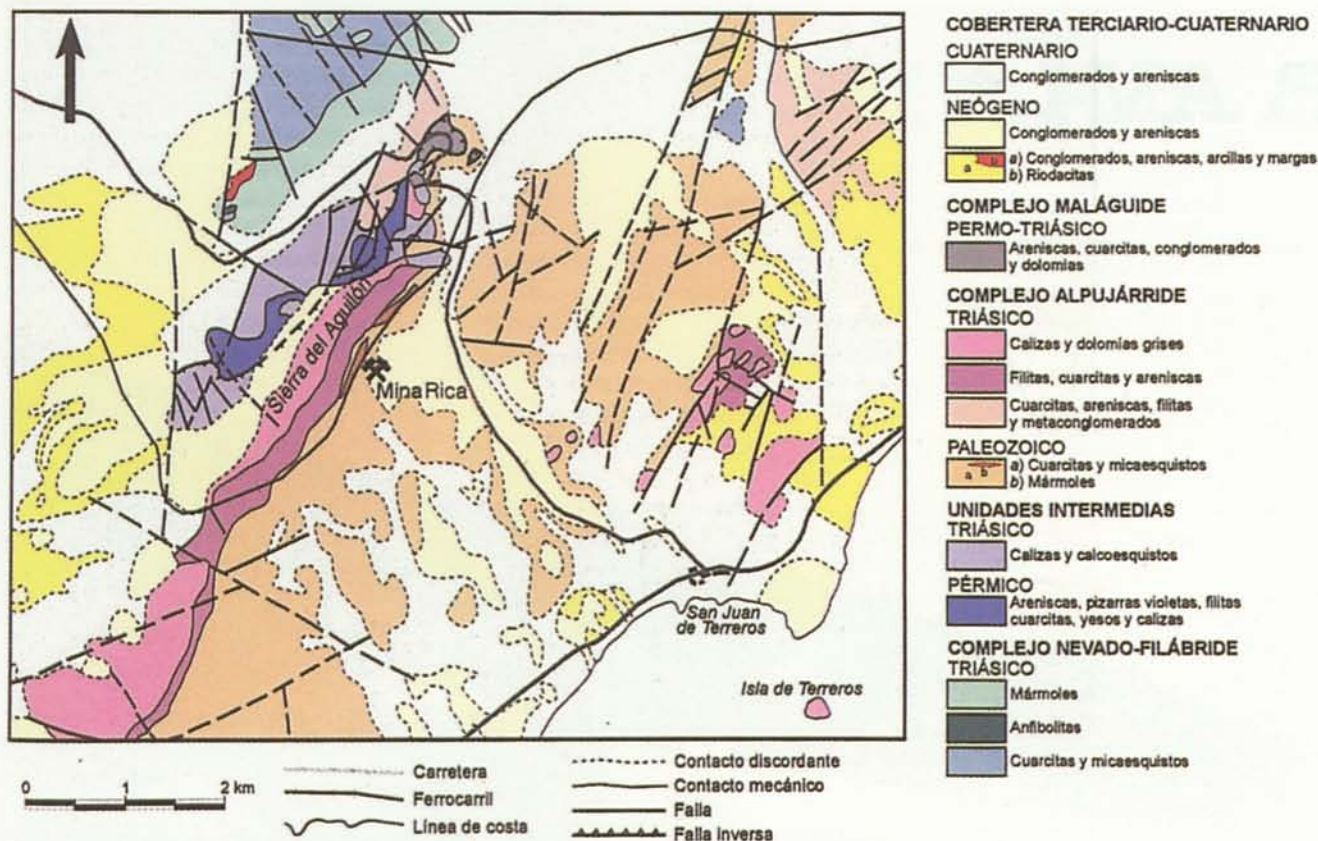 Sierra del Aguilón
Mina Rica
San Juan
de Terreros
Isla de Terreros
COBERTERA TERCIARIO-CUATERNARIO
CUATERNARIO
Conglomerados y areniscas
NEÓGENO
Conglomerados y areniscas
a b
a) Conglomerados, areniscas, arcillas y margas
b) Riodacitas
COMPLEJO MALÁGUIDE
PERMO-TRIÁSICO
Areniscas, cuarcitas, conglomerados
y dolomías
COMPLEJO ALPUJÁRRIDE
TRIÁSICO
Calizas y dolomías grises
Filitas, cuarcitas y areniscas
Cuarcitas, areniscas, filitas
y metaconglomerados
PALEOZOICO
a b
a) Cuarcitas y micaesquistos
b) Mármoles
UNIDADES INTERMEDIAS
TRIÁSICO
Calizas y calcoesquistos
PÉRMICO
Areniscas, pizarras violetas, filitas
cuarcitas, yesos y calizas
COMPLEJO NEVADO-FILÁBRIDE
TRIÁSICO
Mármoles
Anfibolitas
Cuarcitas y micaesquistos
0 1 2 km
Carretera
Ferrocarril
Línea de costa
Contacto discordante
Contacto mecánico
Falla
Falla inversa